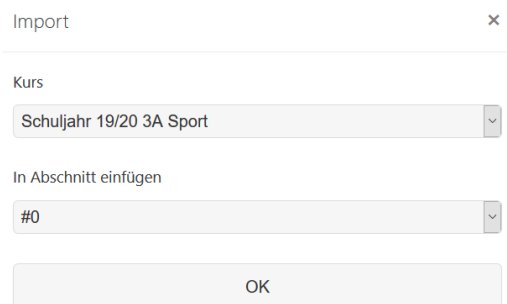 Import
Kurs
Schuljahr 19/20 3A Sport
In Abschnitt einfügen
#0
OK